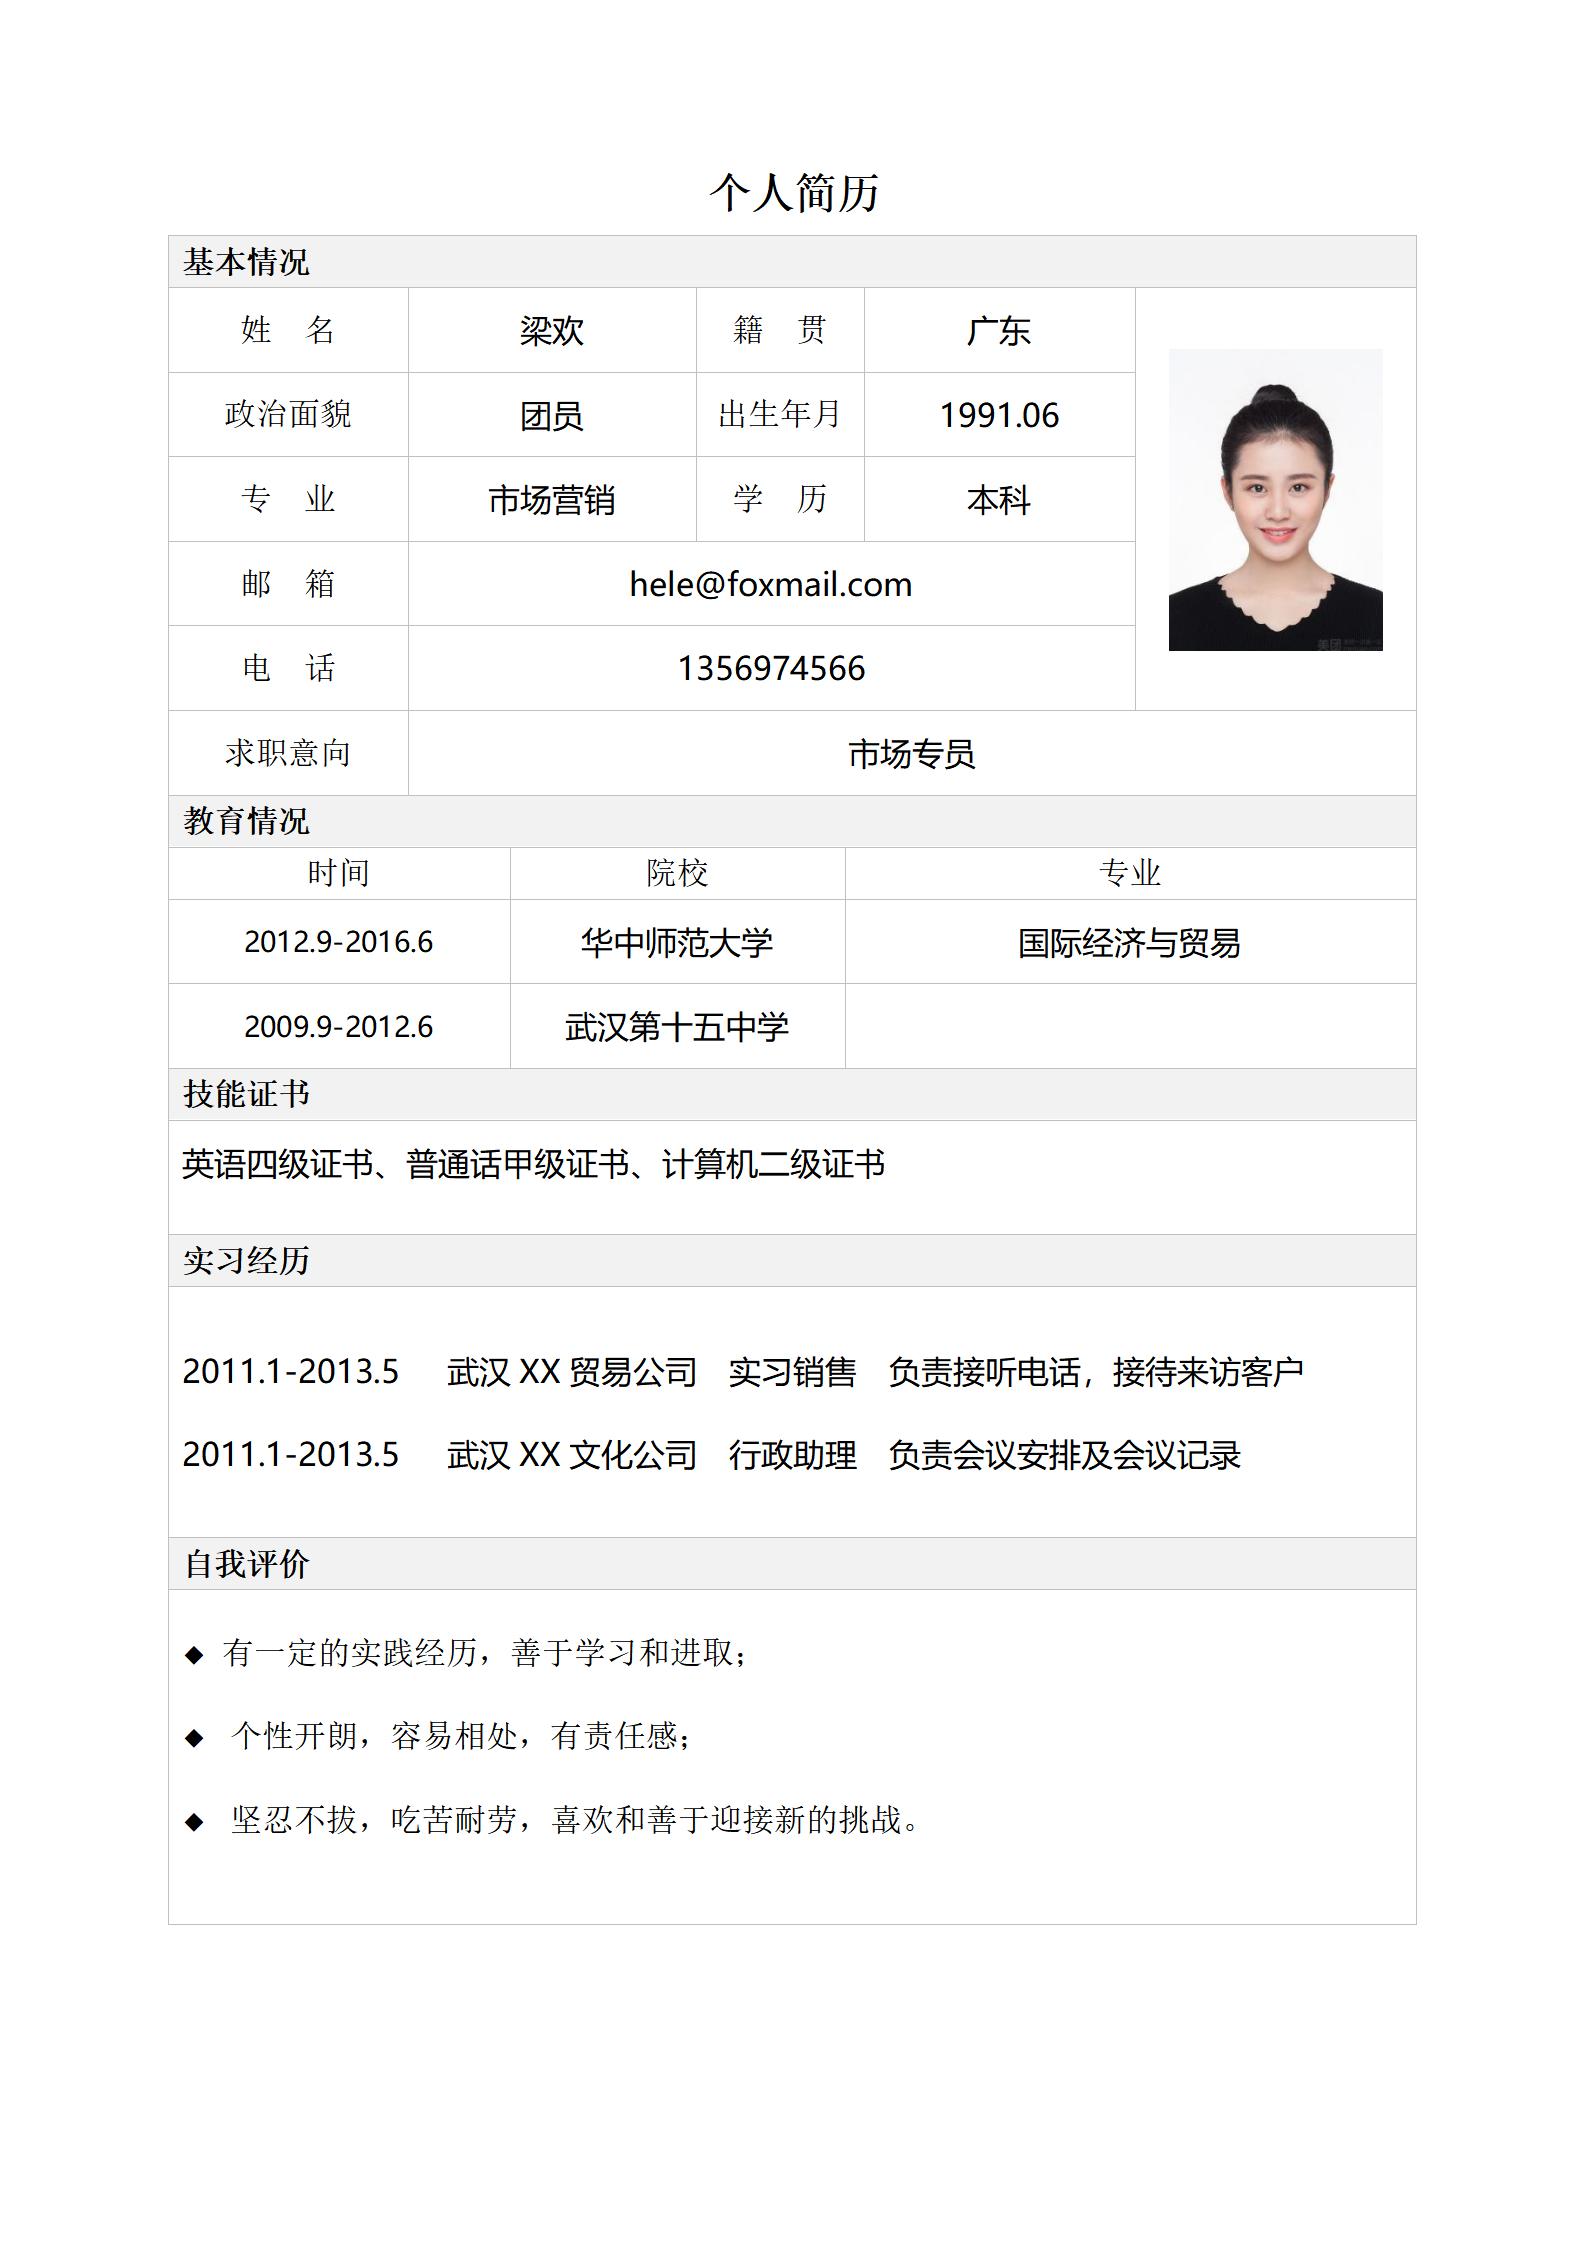 个人简历
基本情况
姓 名 梁欢 籍 贯 广东
政治面貌 团员 出生年月 1991.06
专 业 市场营销 学 历 本科
邮 箱 hele@foxmail.com
电 话 1356974566
美团
求职意向 市场专员
教育情况
时间 院校 专业
2012.9-2016.6 华中师范大学 国际经济与贸易
2009.9-2012.6 武汉第十五中学
技能证书
英语四级证书、普通话甲级证书、计算机二级证书
实习经历
2011.1-2013.5 武汉 XX 贸易公司 实习销售 负责接听电话，接待来访客户
2011.1-2013.5 武汉 XX 文化公司 行政助理 负责会议安排及会议记录
自我评价
◆ 有一定的实践经历，善于学习和进取；
◆ 个性开朗，容易相处，有责任感；
◆ 坚忍不拔，吃苦耐劳，喜欢和善于迎接新的挑战。